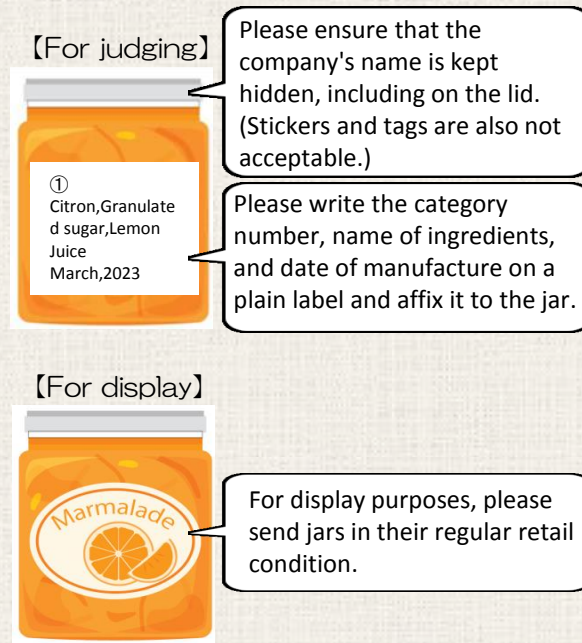 【For judging】
Please ensure that the
company's name is kept
hidden, including on the lid.
(Stickers and tags are also not
acceptable.)
①
Citron,Granulate
d sugar,Lemon
Juice
March,2023
Please write the category
number, name of ingredients,
and date of manufacture on a
plain label and affix it to the jar.
【For display】
Marmalade
For display purposes, please
send jars in their regular retail
condition.